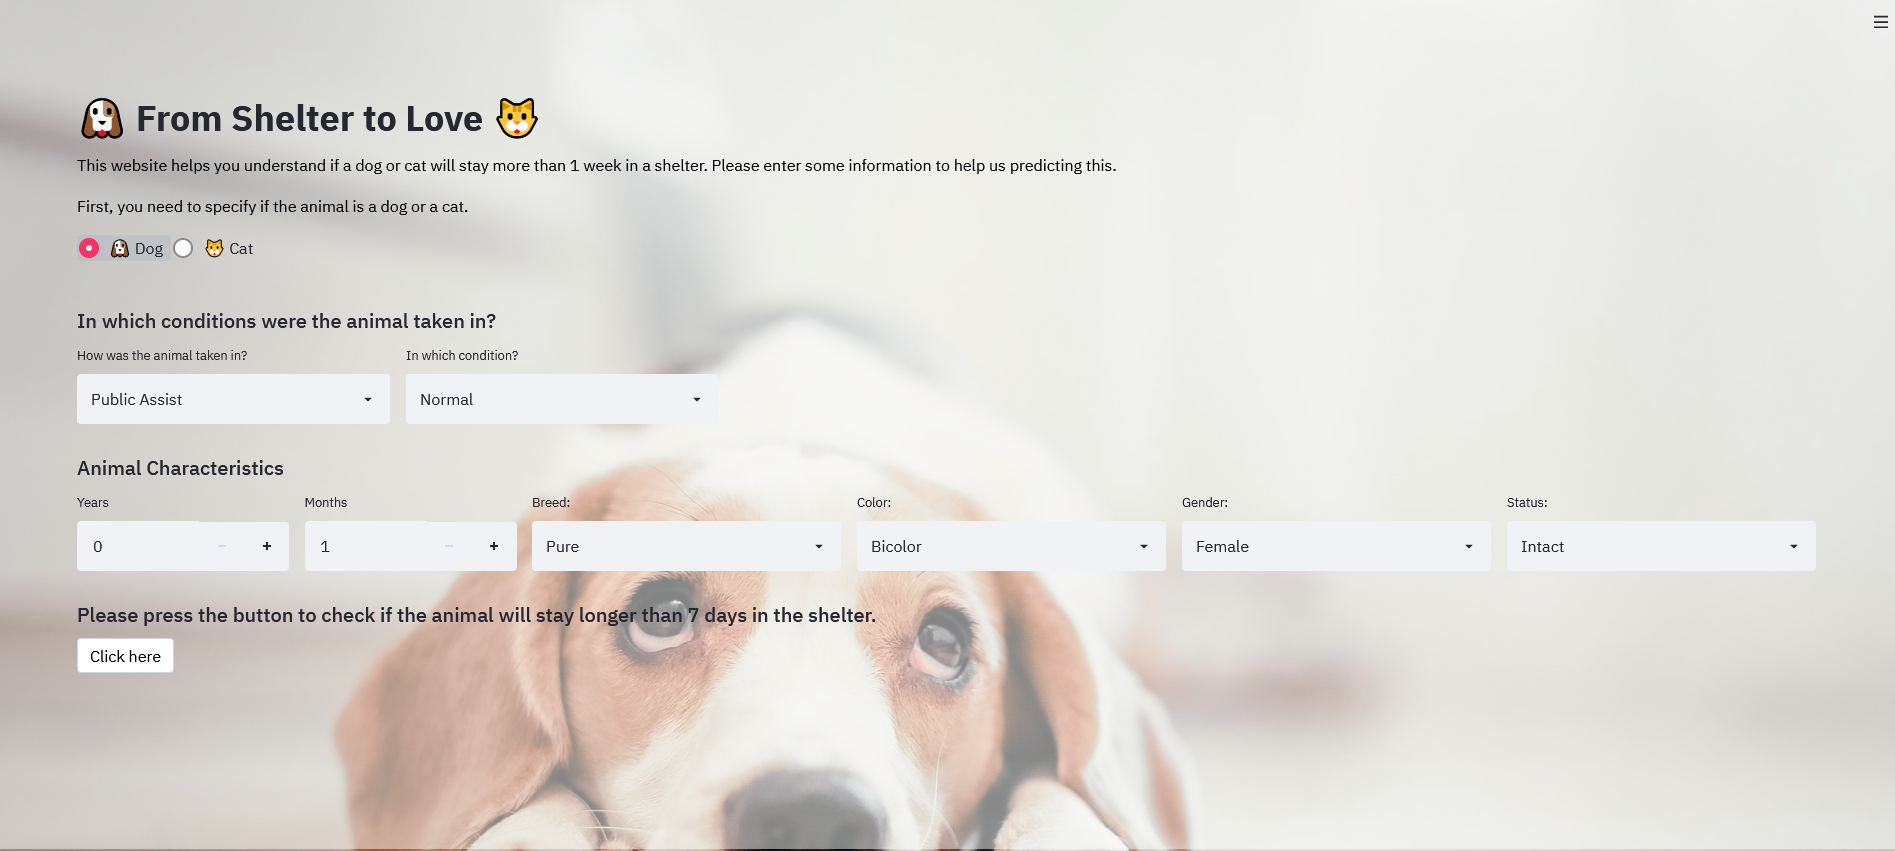 From Shelter to Love
This website helps you understand if a dog or cat will stay more than 1 week in a shelter. Please enter some information to help us predicting this.
First, you need to specify if the animal is a dog or a cat.
Dog Cat
In which conditions were the animal taken in?
How was the animal taken in? In which condition?
Public Assist Normal
Animal Characteristics
Years Months Breed: Color: Gender: Status:
0 − + 1 − + Pure Bicolor Female Intact
Please press the button to check if the animal will stay longer than 7 days in the shelter.
Click here